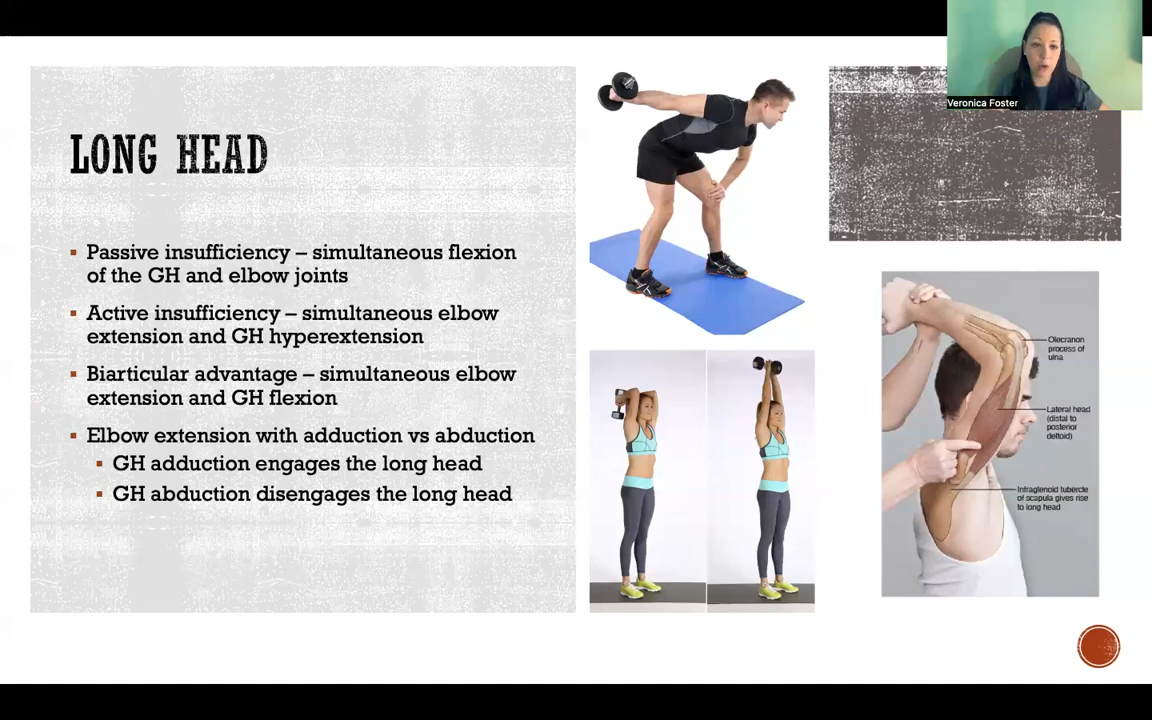 LONG HEAD
▪ Passive insufficiency – simultaneous flexion
of the GH and elbow joints
▪ Active insufficiency – simultaneous elbow
extension and GH hyperextension
▪ Biarticular advantage – simultaneous elbow
extension and GH flexion
▪ Elbow extension with adduction vs abduction
▪ GH adduction engages the long head
▪ GH abduction disengages the long head
Veronica Foster
Olecranon
process of
ulna
Lateral head
(distal to
posterior
deltoid)
Infraglenoid tubercle
of scapula gives rise
to long head